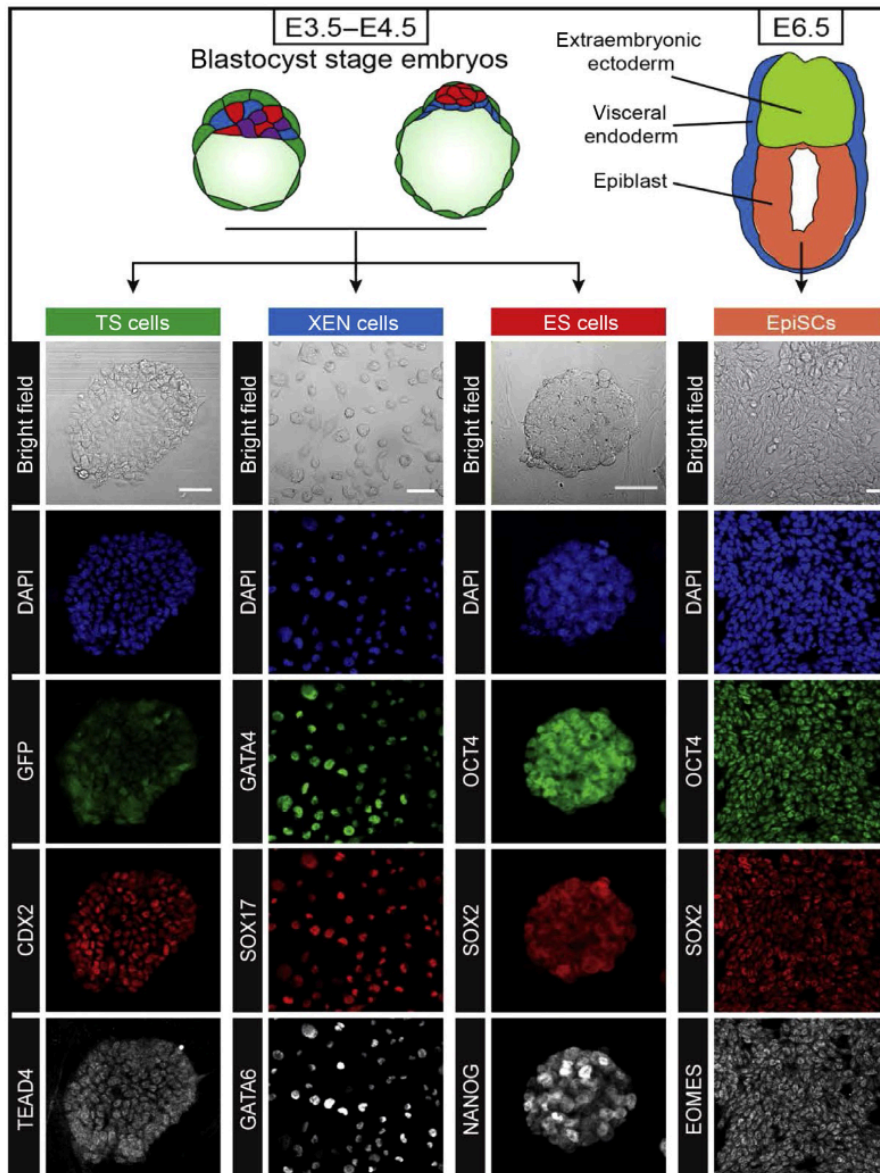 E3.5–E4.5
Blastocyst stage embryos
E6.5
Extraembryonic
ectoderm
Visceral
endoderm
Epiblast
TS cells
XEN cells
ES cells
EpiSCs
Bright field
Bright field
Bright field
Bright field
DAPI
DAPI
DAPI
DAPI
GFP
GATA4
OCT4
OCT4
CDX2
SOX17
SOX2
SOX2
TEAD4
GATA6
NANOG
EOMES